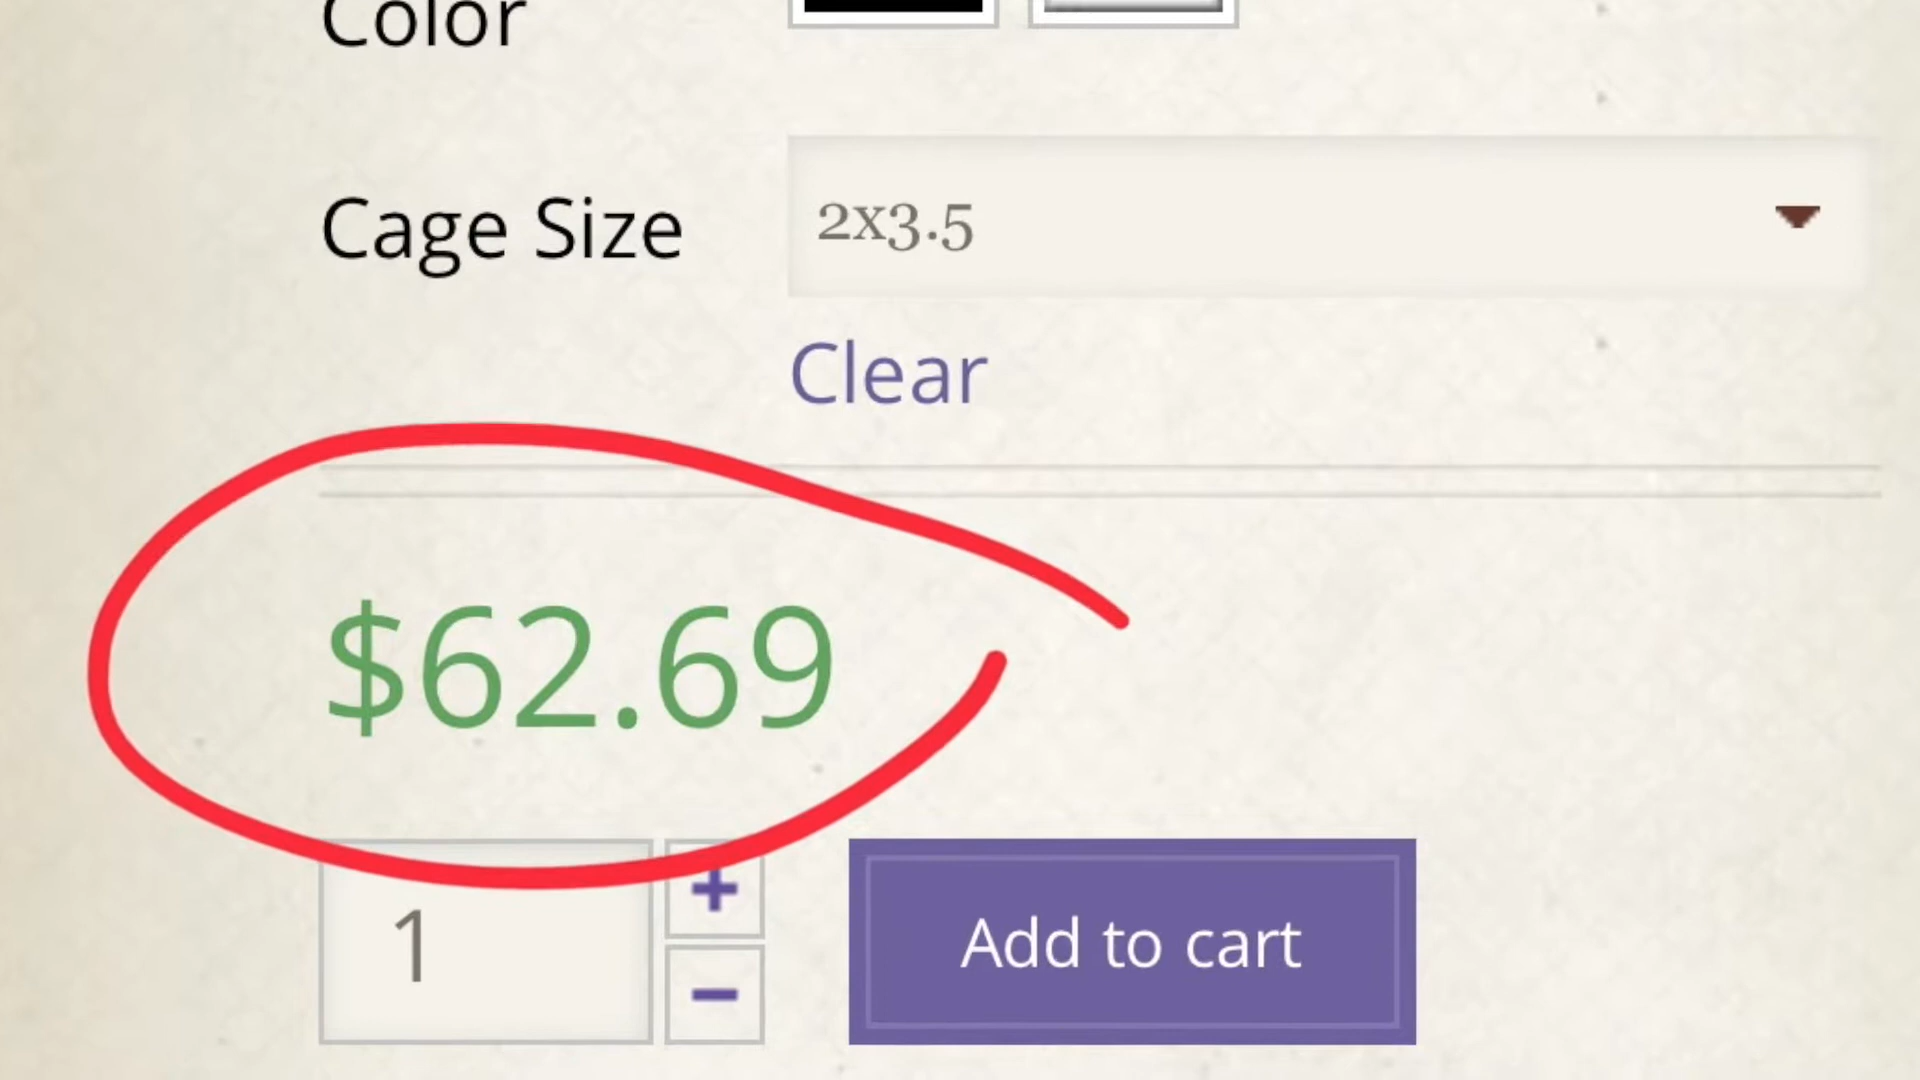 Color
Cage Size
2x3.5
Clear
$62.69
1
+
-
Add to cart